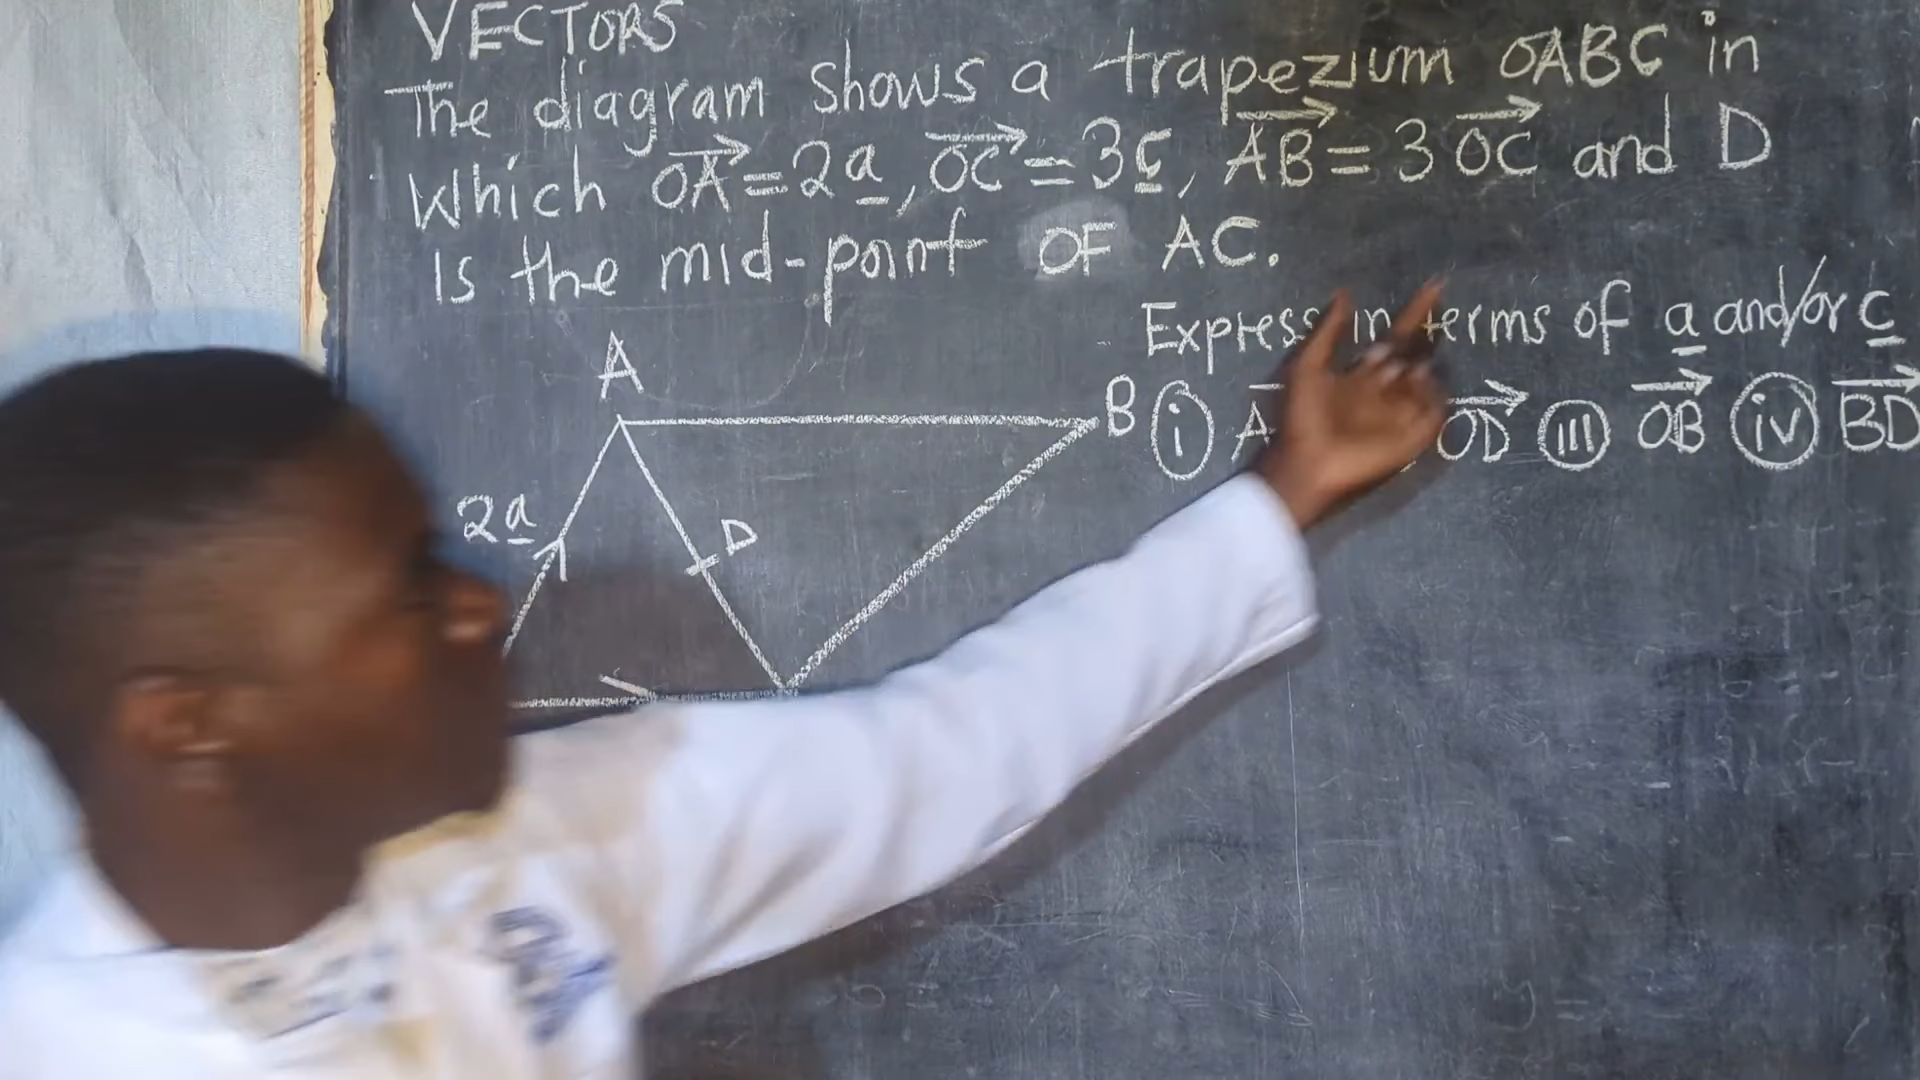 VECTORS
The diagram shows a trapezium OABC in
Which OA = 2a, OC = 3c, AB = 3 OC and D
Is the mid-point OF AC.
Express in terms of a and/or c
i A OD iii OB iv BD
A
B
2a
D